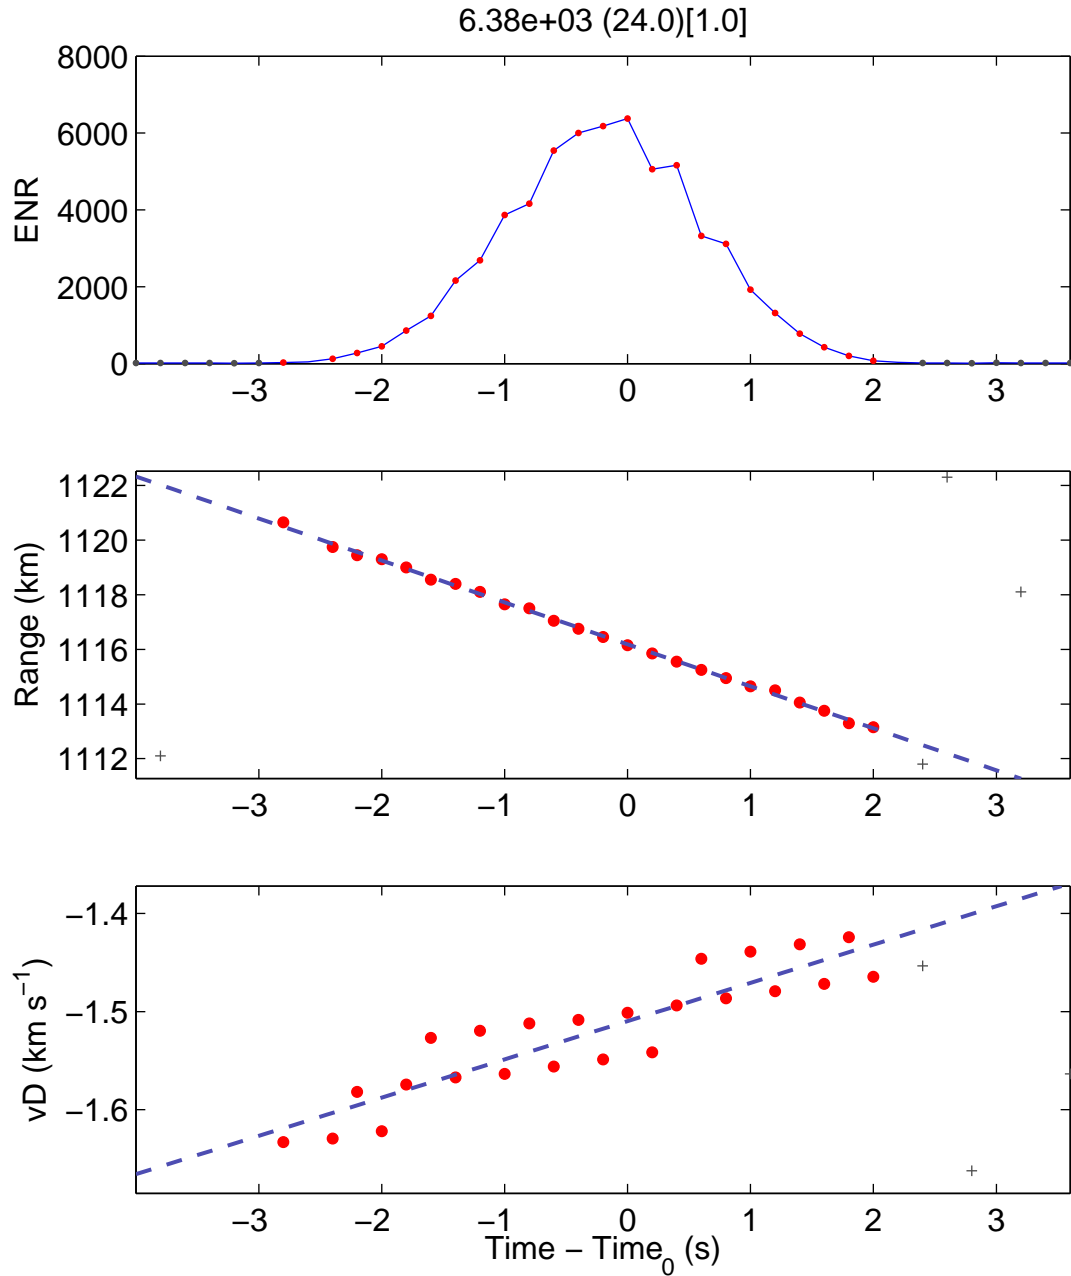 6.38e+03 (24.0)[1.0]
8000
6000
4000
2000
0
ENR
−3 −2 −1 0 1 2 3
1122
1120
1118
1116
1114
1112
Range (km)
−3 −2 −1 0 1 2 3
−1.4
−1.5
−1.6
vD (km s⁻¹)
−3 −2 −1 0 1 2 3
Time − Time₀ (s)